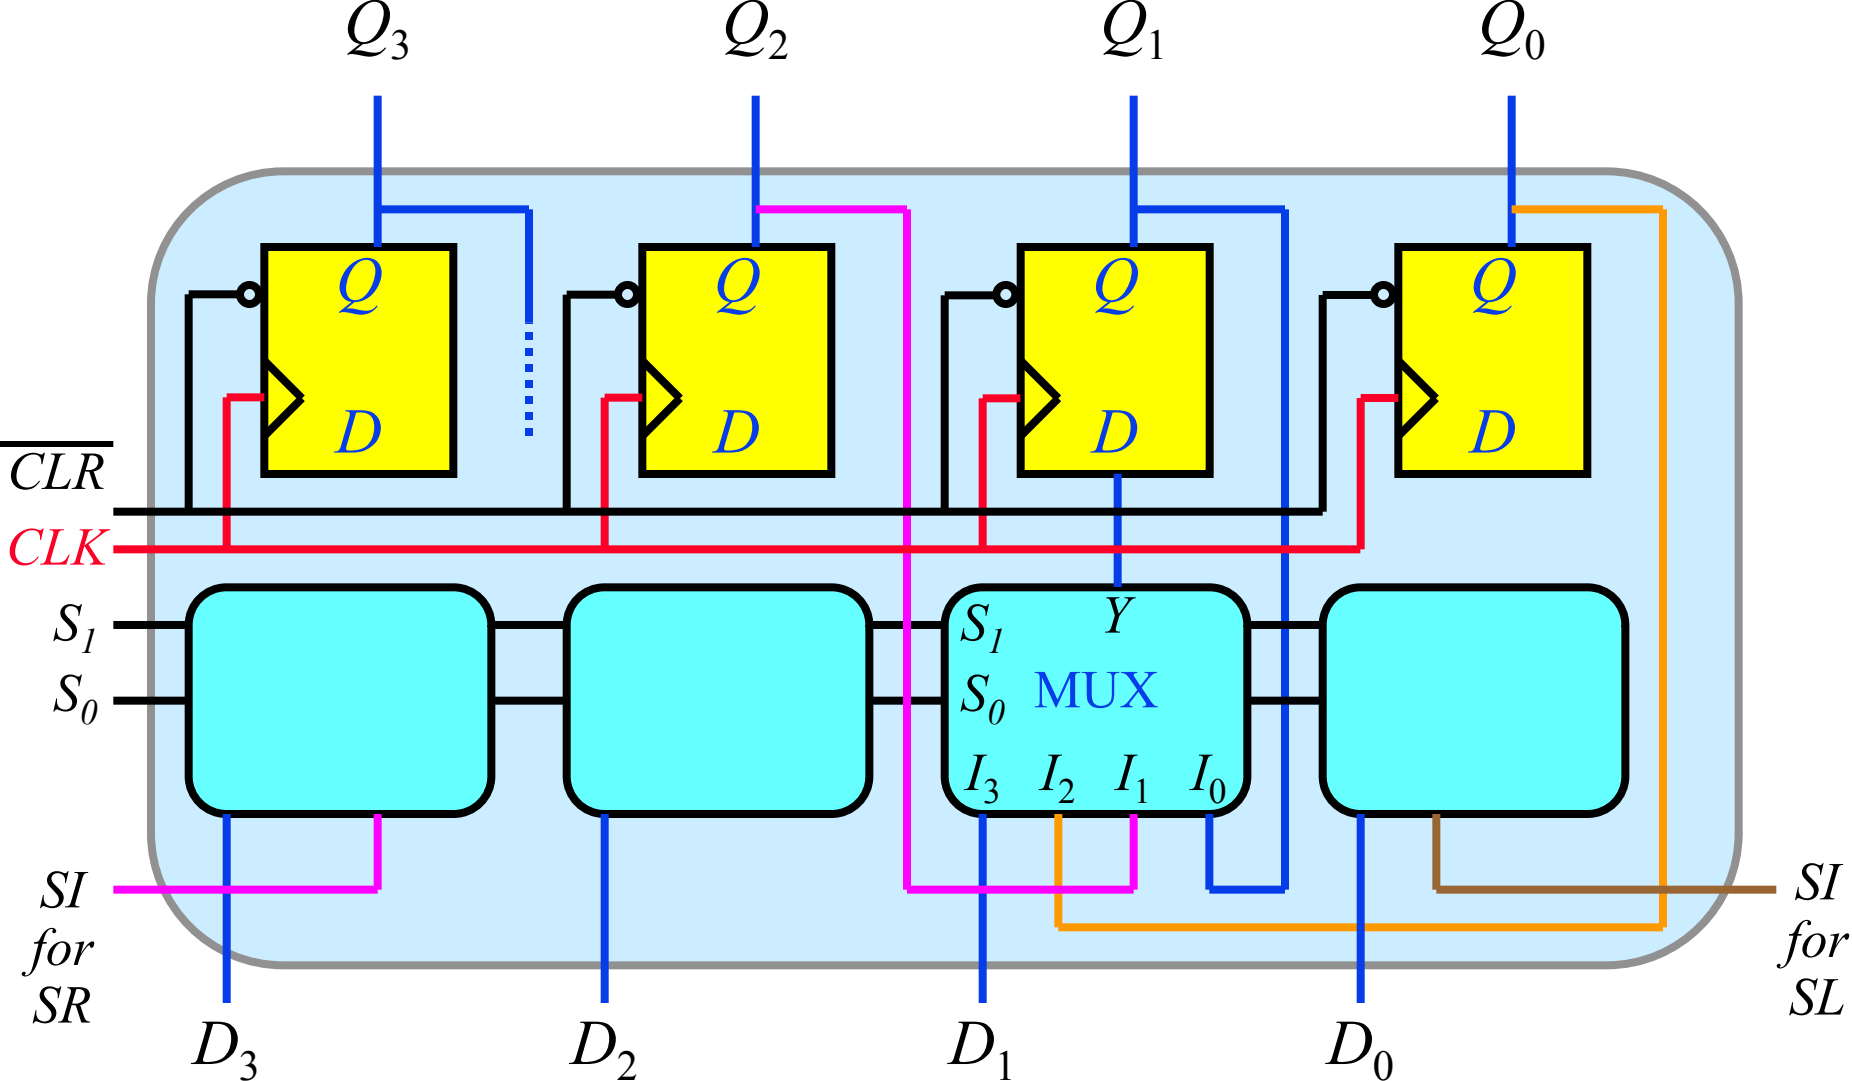 Q₃ Q₂ Q₁ Q₀
Q Q Q Q
D D D D
C̅L̅R̅
CLK
S₁ S₁ Y
S₀ S₀ MUX
I₃ I₂ I₁ I₀
SI
for
SR
SI
for
SL
D₃ D₂ D₁ D₀